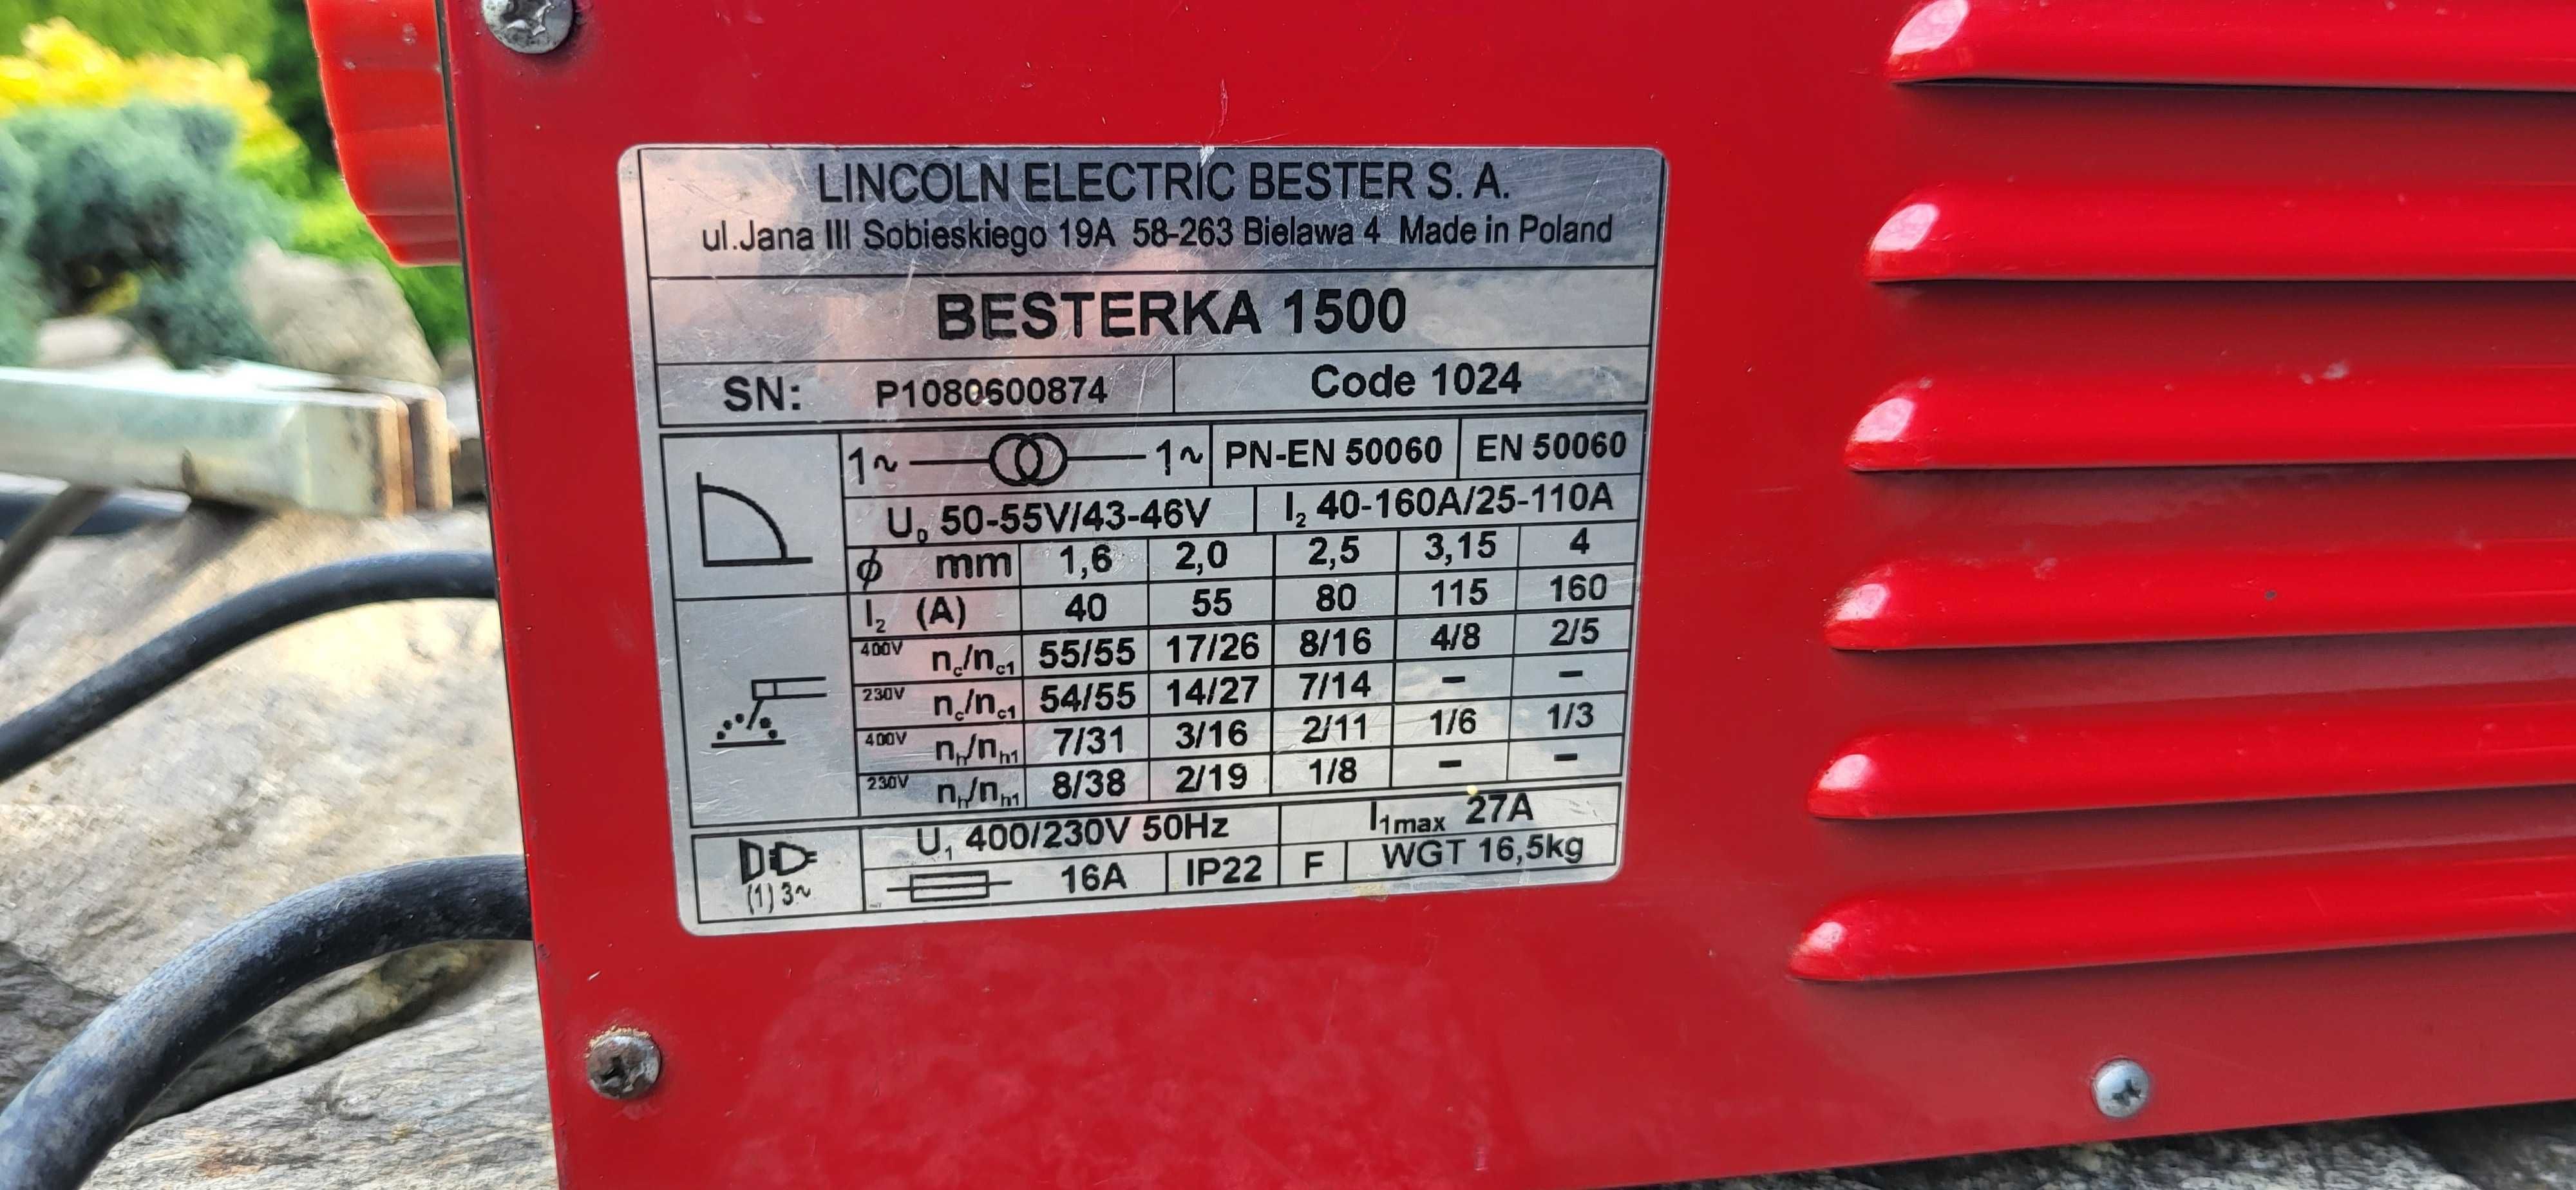 LINCOLN ELECTRIC BESTER S. A.
ul.Jana III Sobieskiego 19A 58-263 Bielawa 4 Made in Poland
BESTERKA 1500
SN: P1080600874 Code 1024
1~ 1~ PN-EN 50060 EN 50060
U₀ 50-55V/43-46V I₂ 40-160A/25-110A
ϕ mm 1,6 2,0 2,5 3,15 4
I₂ (A) 40 55 80 115 160
400V nc/nc1 55/55 17/26 8/16 4/8 2/5
230V nc/nc1 54/55 14/27 7/14 – –
400V nh/nh1 7/31 3/16 2/11 1/6 1/3
230V nh/nh1 8/38 2/19 1/8 – –
U₁ 400/230V 50Hz I1max 27A
(1) 3~ 16A IP22 F WGT 16,5kg